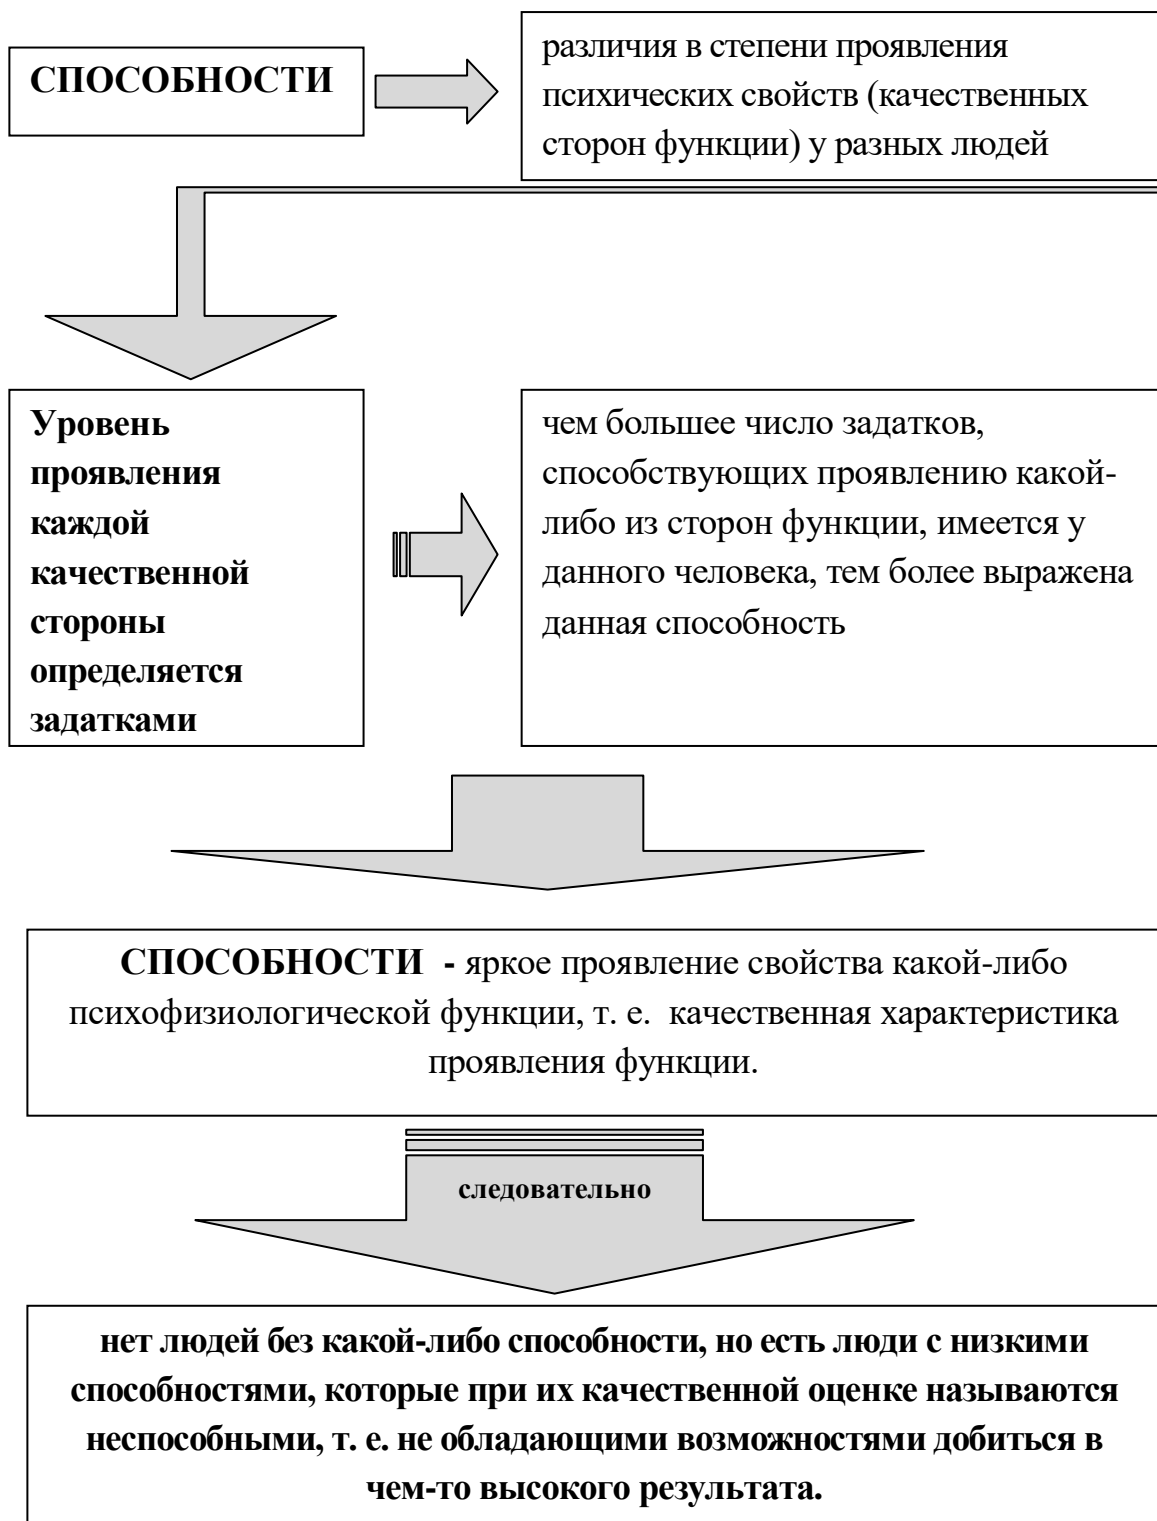 СПОСОБНОСТИ
различия в степени проявления
психических свойств (качественных
сторон функции) у разных людей
Уровень
проявления
каждой
качественной
стороны
определяется
задатками
чем большее число задатков,
способствующих проявлению какой-
либо из сторон функции, имеется у
данного человека, тем более выражена
данная способность
СПОСОБНОСТИ - яркое проявление свойства какой-либо
психофизиологической функции, т. е. качественная характеристика
проявления функции.
следовательно
нет людей без какой-либо способности, но есть люди с низкими
способностями, которые при их качественной оценке называются
неспособными, т. е. не обладающими возможностями добиться в
чем-то высокого результата.